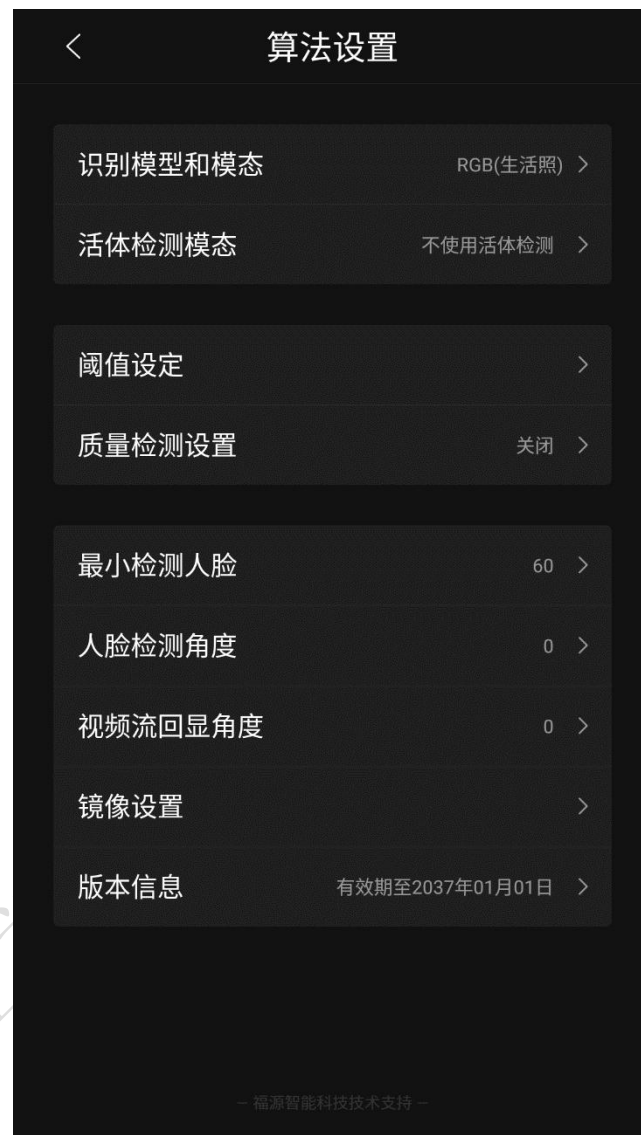 算法设置
识别模型和模态 RGB(生活照)
活体检测模态 不使用活体检测
阈值设定
质量检测设置 关闭
最小检测人脸 60
人脸检测角度 0
视频流回显角度 0
镜像设置
版本信息 有效期至2037年01月01日
– 福源智能科技技术支持 –